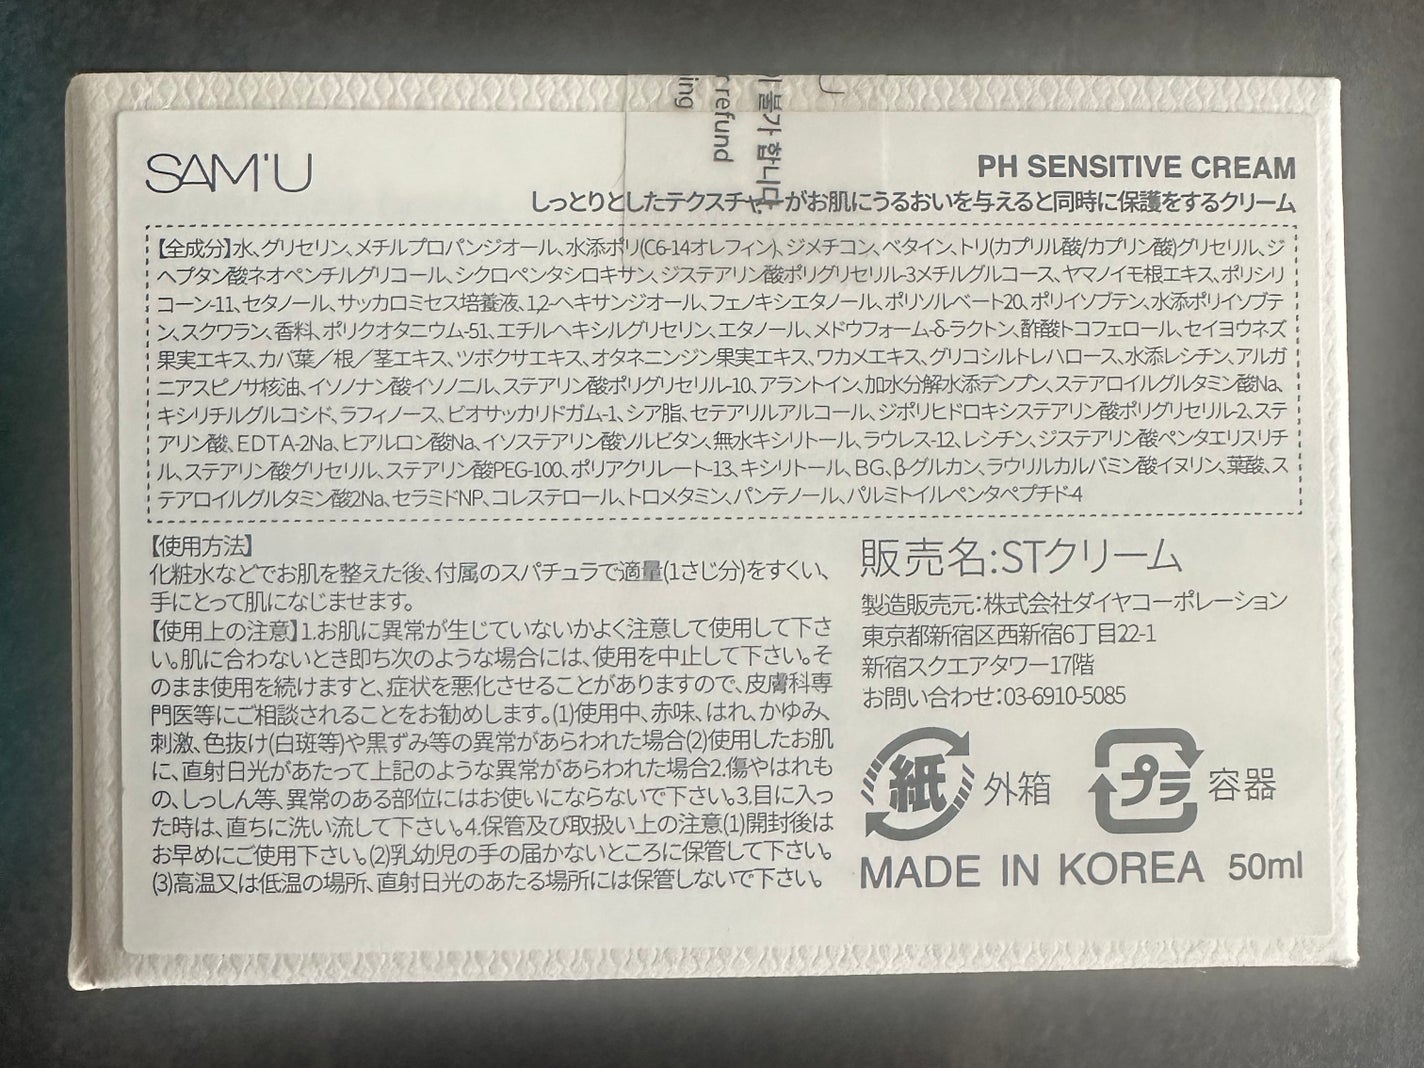 ing
refund
불가 합니다
SAM'U
PH SENSITIVE CREAM
しっとりとしたテクスチャーがお肌にうるおいを与えると同時に保護をするクリーム
【全成分】水、グリセリン、メチルプロパンジオール、水添ポリ(C6-14オレフィン)、ジメチコン、ベタイン、トリ(カプリル酸/カプリン酸)グリセリル、ジ
ヘプタン酸ネオペンチルグリコール、シクロペンタシロキサン、ジステアリン酸ポリグリセリル-3メチルグルコース、ヤマノイモ根エキス、ポリシリ
コーン-11、セタノール、サッカロミセス培養液、1,2-ヘキサンジオール、フェノキシエタノール、ポリソルベート20、ポリイソブテン、水添ポリイソブテ
ン、スクワラン、香料、ポリクオタニウム-51、エチルヘキシルグリセリン、エタノール、メドウフォーム-δ-ラクトン、酢酸トコフェロール、セイヨウネズ
果実エキス、カバ葉／根／茎エキス、ツボクサエキス、オタネニンジン果実エキス、ワカメエキス、グリコシルトレハロース、水添レシチン、アルガ
ニアスピノサ核油、イソノナン酸イソノニル、ステアリン酸ポリグリセリル-10、アラントイン、加水分解水添デンプン、ステアロイルグルタミン酸Na、
キシリチルグルコシド、ラフィノース、ビオサッカリドガム-1、シア脂、セテアリルアルコール、ジポリヒドロキシステアリン酸ポリグリセリル-2、ステ
アリン酸、EDTA-2Na、ヒアルロン酸Na、イソステアリン酸ソルビタン、無水キシリトール、ラウレス-12、レシチン、ジステアリン酸ペンタエリスリチ
ル、ステアリン酸グリセリル、ステアリン酸PEG-100、ポリアクリレート-13、キシリトール、BG、β-グルカン、ラウリルカルバミン酸イヌリン、葉酸、ス
テアロイルグルタミン酸2Na、セラミドNP、コレステロール、トロメタミン、パンテノール、パルミトイルペンタペプチド-4
【使用方法】
化粧水などでお肌を整えた後、付属のスパチュラで適量(1さじ分)をすくい、
手にとって肌になじませます。
【使用上の注意】1.お肌に異常が生じていないかよく注意して使用して下さ
い。肌に合わないとき即ち次のような場合には、使用を中止して下さい。そ
のまま使用を続けますと、症状を悪化させることがありますので、皮膚科専
門医等にご相談されることをお勧めします。(1)使用中、赤味、はれ、かゆみ、
刺激、色抜け(白斑等)や黒ずみ等の異常があらわれた場合(2)使用したお肌
に、直射日光があたって上記のような異常があらわれた場合2.傷やはれも
の、しっしん等、異常のある部位にはお使いにならないで下さい。3.目に入っ
た時は、直ちに洗い流して下さい。4.保管及び取扱い上の注意(1)開封後は
お早めにご使用下さい。(2)乳幼児の手の届かないところに保管して下さい。
(3)高温又は低温の場所、直射日光のあたる場所には保管しないで下さい。
販売名:STクリーム
製造販売元:株式会社ダイヤコーポレーション
東京都新宿区西新宿6丁目22-1
新宿スクエアタワー17階
お問い合わせ:03-6910-5085
紙 外箱 プラ 容器
MADE IN KOREA 50ml